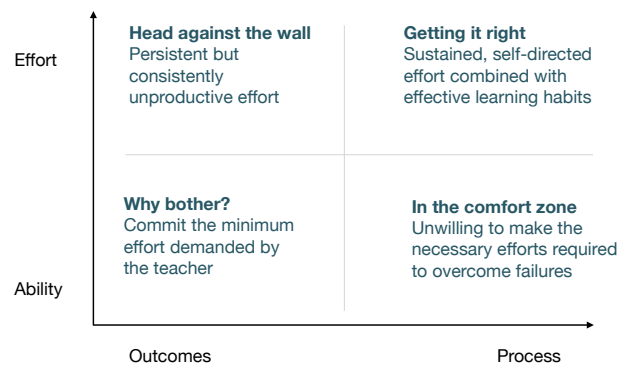 Effort
Head against the wall
Persistent but
consistently
unproductive effort
Getting it right
Sustained, self-directed
effort combined with
effective learning habits
Why bother?
Commit the minimum
effort demanded by
the teacher
In the comfort zone
Unwilling to make the
necessary efforts required
to overcome failures
Ability
Outcomes
Process